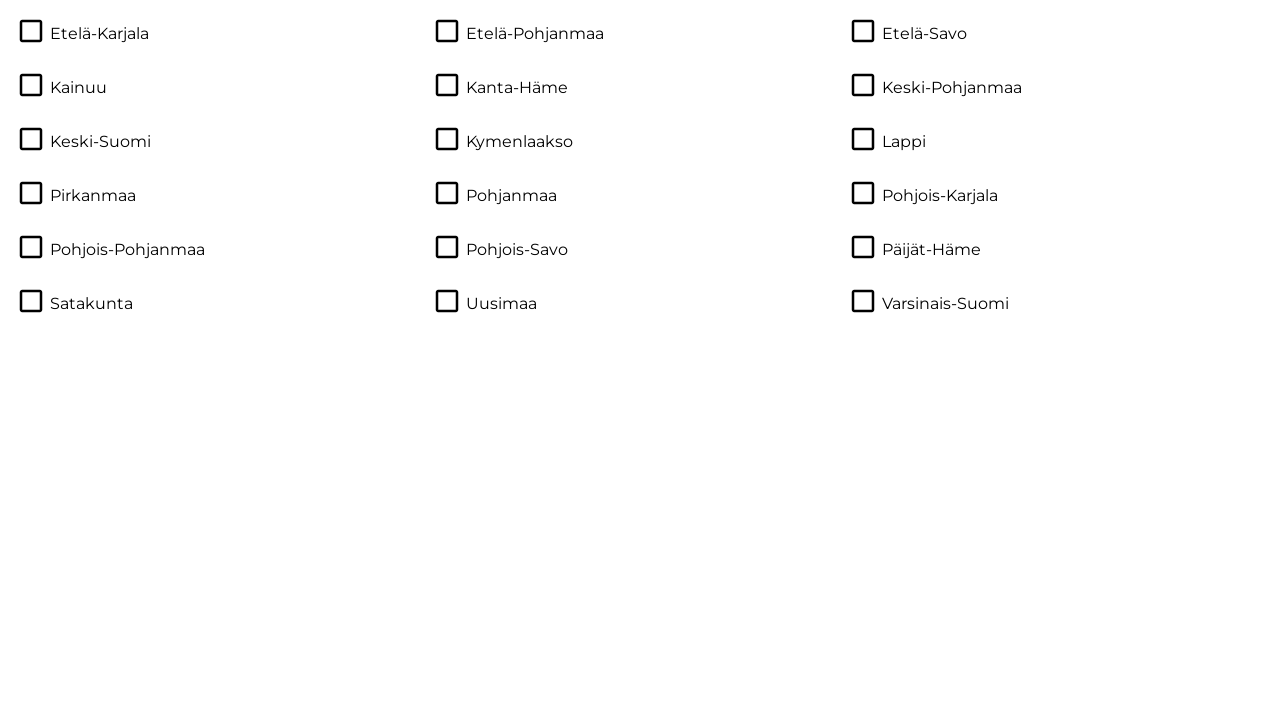 Etelä-Karjala
Etelä-Pohjanmaa
Etelä-Savo
Kainuu
Kanta-Häme
Keski-Pohjanmaa
Keski-Suomi
Kymenlaakso
Lappi
Pirkanmaa
Pohjanmaa
Pohjois-Karjala
Pohjois-Pohjanmaa
Pohjois-Savo
Päijät-Häme
Satakunta
Uusimaa
Varsinais-Suomi